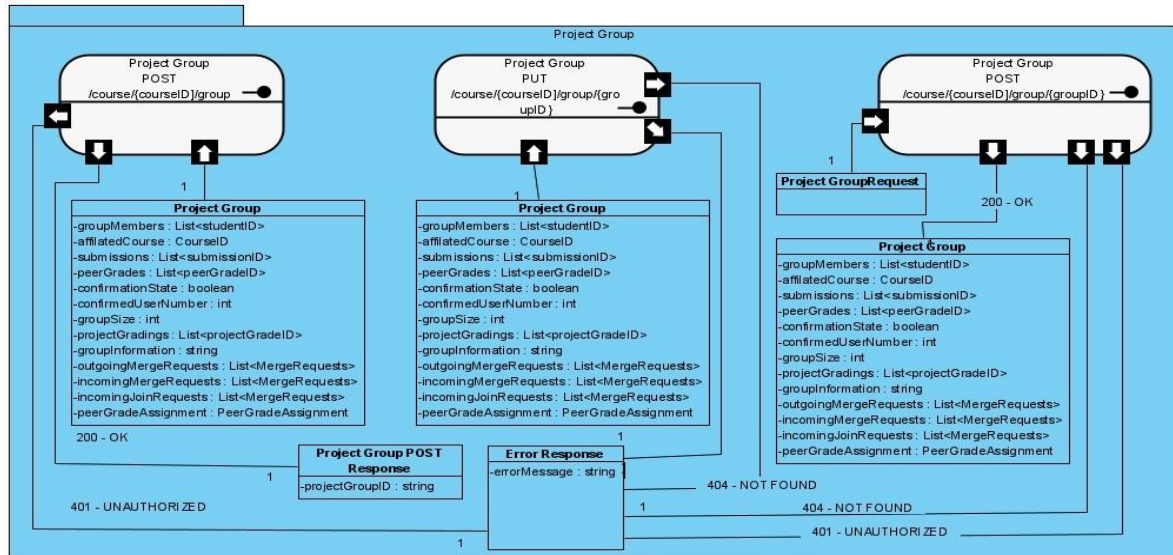 Project Group
Project Group
POST
/course/{courseID}/group
Project Group
PUT
/course/{courseID}/group/{gro
upID}
Project Group
POST
/course/{courseID}/group/{groupID}
1
1
1
Project GroupRequest
200 - OK
Project Group
-groupMembers : List<studentID>
-affilatedCourse : CourseID
-submissions : List<submissionID>
-peerGrades : List<peerGradeID>
-confirmationState : boolean
-confirmedUserNumber : int
-groupSize : int
-projectGradings : List<projectGradeID>
-groupInformation : string
-outgoingMergeRequests : List<MergeRequests>
-incomingMergeRequests : List<MergeRequests>
-incomingJoinRequests : List<MergeRequests>
-peerGradeAssignment : PeerGradeAssignment
Project Group
-groupMembers : List<studentID>
-affilatedCourse : CourseID
-submissions : List<submissionID>
-peerGrades : List<peerGradeID>
-confirmationState : boolean
-confirmedUserNumber : int
-groupSize : int
-projectGradings : List<projectGradeID>
-groupInformation : string
-outgoingMergeRequests : List<MergeRequests>
-incomingMergeRequests : List<MergeRequests>
-incomingJoinRequests : List<MergeRequests>
-peerGradeAssignment : PeerGradeAssignment
Project Group
-groupMembers : List<studentID>
-affilatedCourse : CourseID
-submissions : List<submissionID>
-peerGrades : List<peerGradeID>
-confirmationState : boolean
-confirmedUserNumber : int
-groupSize : int
-projectGradings : List<projectGradeID>
-groupInformation : string
-outgoingMergeRequests : List<MergeRequests>
-incomingMergeRequests : List<MergeRequests>
-incomingJoinRequests : List<MergeRequests>
-peerGradeAssignment : PeerGradeAssignment
200 - OK
1
Project Group POST
Response
-projectGroupID : string
1
Error Response
-errorMessage : string
404 - NOT FOUND
401 - UNAUTHORIZED
1
404 - NOT FOUND
1
401 - UNAUTHORIZED